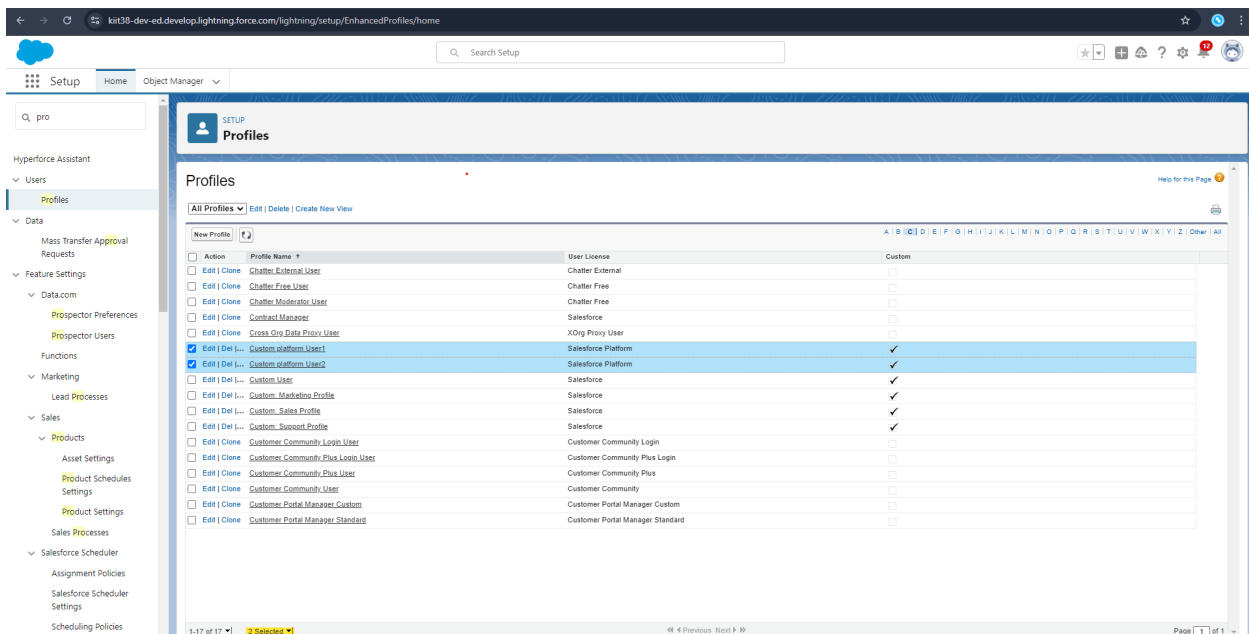 kiit38-dev-ed.develop.lightning.force.com/lightning/setup/EnhancedProfiles/home
Search Setup
12
Setup Home Object Manager
pro
Hyperforce Assistant
Users
Profiles
Data
Mass Transfer Approval
Requests
Feature Settings
Data.com
Prospector Preferences
Prospector Users
Functions
Marketing
Lead Processes
Sales
Products
Asset Settings
Product Schedules
Settings
Product Settings
Sales Processes
Salesforce Scheduler
Assignment Policies
Salesforce Scheduler
Settings
Scheduling Policies
SETUP
Profiles
Profiles
Help for this Page ?
All Profiles Edit | Delete | Create New View
New Profile
A | B | C | D | E | F | G | H | I | J | K | L | M | N | O | P | Q | R | S | T | U | V | W | X | Y | Z | Other | All
Action Profile Name ↑ User License Custom
Edit | Clone Chatter External User Chatter External
Edit | Clone Chatter Free User Chatter Free
Edit | Clone Chatter Moderator User Chatter Free
Edit | Clone Contract Manager Salesforce
Edit | Clone Cross Org Data Proxy User XOrg Proxy User
Edit | Del |... Custom platform User1 Salesforce Platform ✓
Edit | Del |... Custom platform User2 Salesforce Platform ✓
Edit | Del |... Custom User Salesforce ✓
Edit | Del |... Custom: Marketing Profile Salesforce ✓
Edit | Del |... Custom: Sales Profile Salesforce ✓
Edit | Del |... Custom: Support Profile Salesforce ✓
Edit | Clone Customer Community Login User Customer Community Login
Edit | Clone Customer Community Plus Login User Customer Community Plus Login
Edit | Clone Customer Community Plus User Customer Community Plus
Edit | Clone Customer Community User Customer Community
Edit | Clone Customer Portal Manager Custom Customer Portal Manager Custom
Edit | Clone Customer Portal Manager Standard Customer Portal Manager Standard
1-17 of 17 2 Selected Previous Next Page 1 of 1